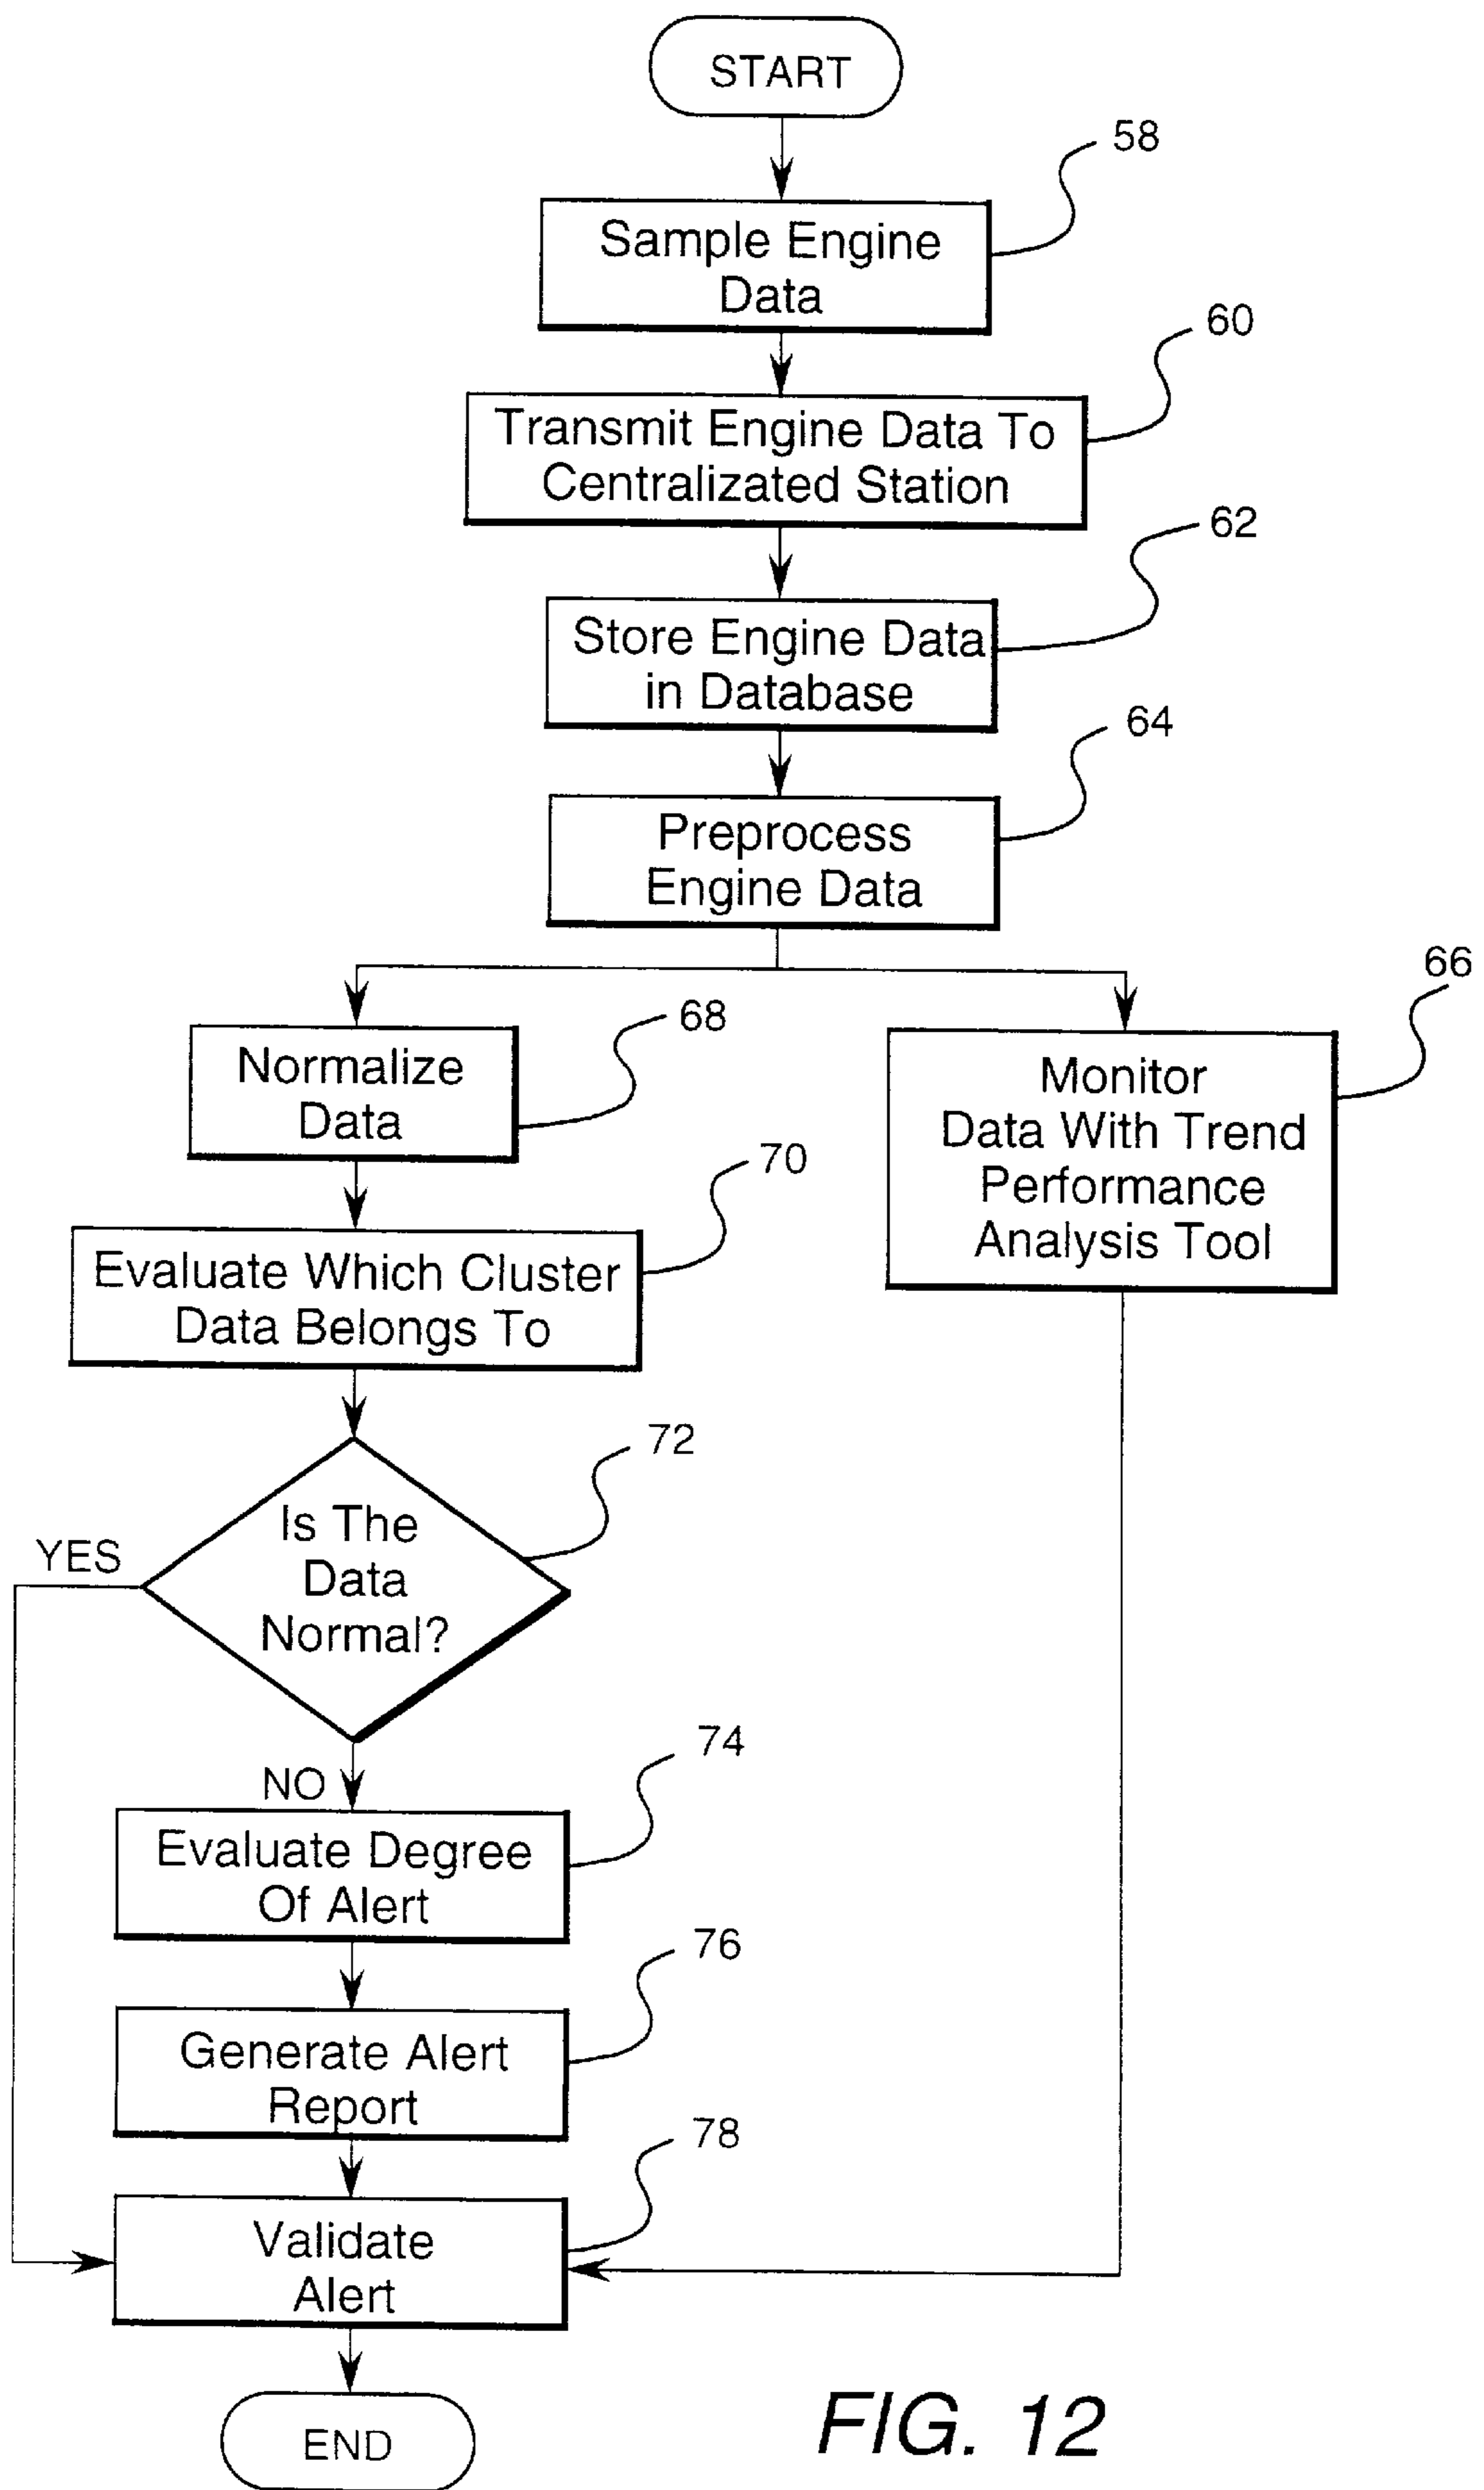 START
58
Sample Engine
Data
60
Transmit Engine Data To
Centralizated Station
62
Store Engine Data
in Database
64
Preprocess
Engine Data
66
68
Normalize
Data
Monitor
Data With Trend
Performance
Analysis Tool
70
Evaluate Which Cluster
Data Belongs To
72
Is The
Data
Normal?
YES
NO
74
Evaluate Degree
Of Alert
76
Generate Alert
Report
78
Validate
Alert
END
FIG. 12